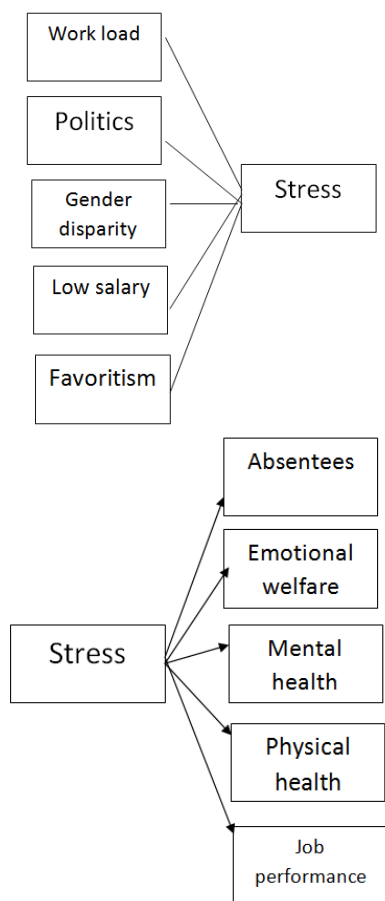 Work load
Politics
Gender
disparity
Stress
Low salary
Favoritism
Absentees
Emotional
welfare
Stress
Mental
health
Physical
health
Job
performance